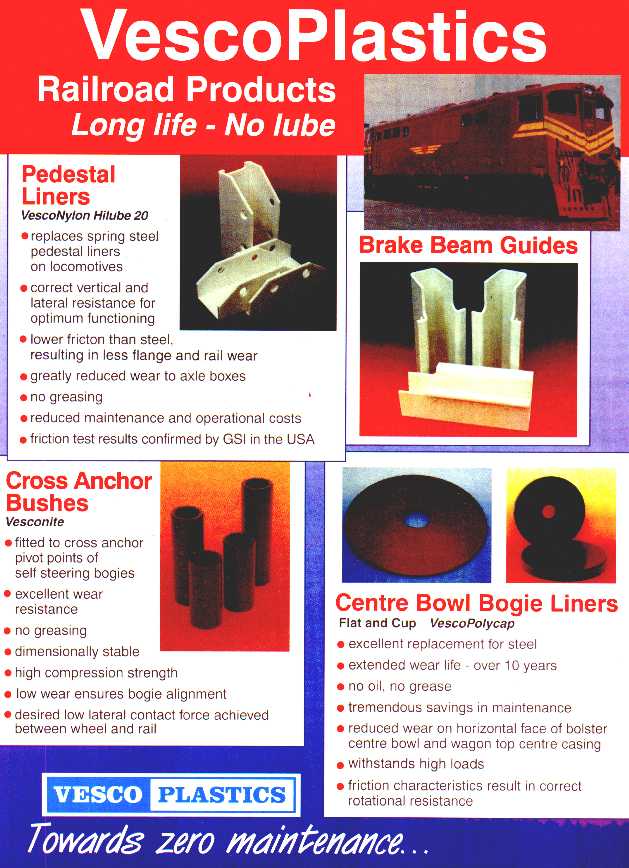 VescoPlastics
Railroad Products
Long life - No lube
Pedestal
Liners
VescoNylon Hilube 20
• replaces spring steel
pedestal liners
on locomotives
• correct vertical and
lateral resistance for
optimum functioning
• lower fricton than steel,
resulting in less flange and rail wear
• greatly reduced wear to axle boxes
• no greasing
• reduced maintenance and operational costs
• friction test results confirmed by GSI in the USA
Brake Beam Guides
Cross Anchor
Bushes
Vesconite
• fitted to cross anchor
pivot points of
self steering bogies
• excellent wear
resistance
• no greasing
• dimensionally stable
• high compression strength
• low wear ensures bogie alignment
• desired low lateral contact force achieved
between wheel and rail
Centre Bowl Bogie Liners
Flat and Cup VescoPolycap
• excellent replacement for steel
• extended wear life - over 10 years
• no oil, no grease
• tremendous savings in maintenance
• reduced wear on horizontal face of bolster
centre bowl and wagon top centre casing
• withstands high loads
• friction characteristics result in correct
rotational resistance
VESCO PLASTICS
Towards zero maintenance...